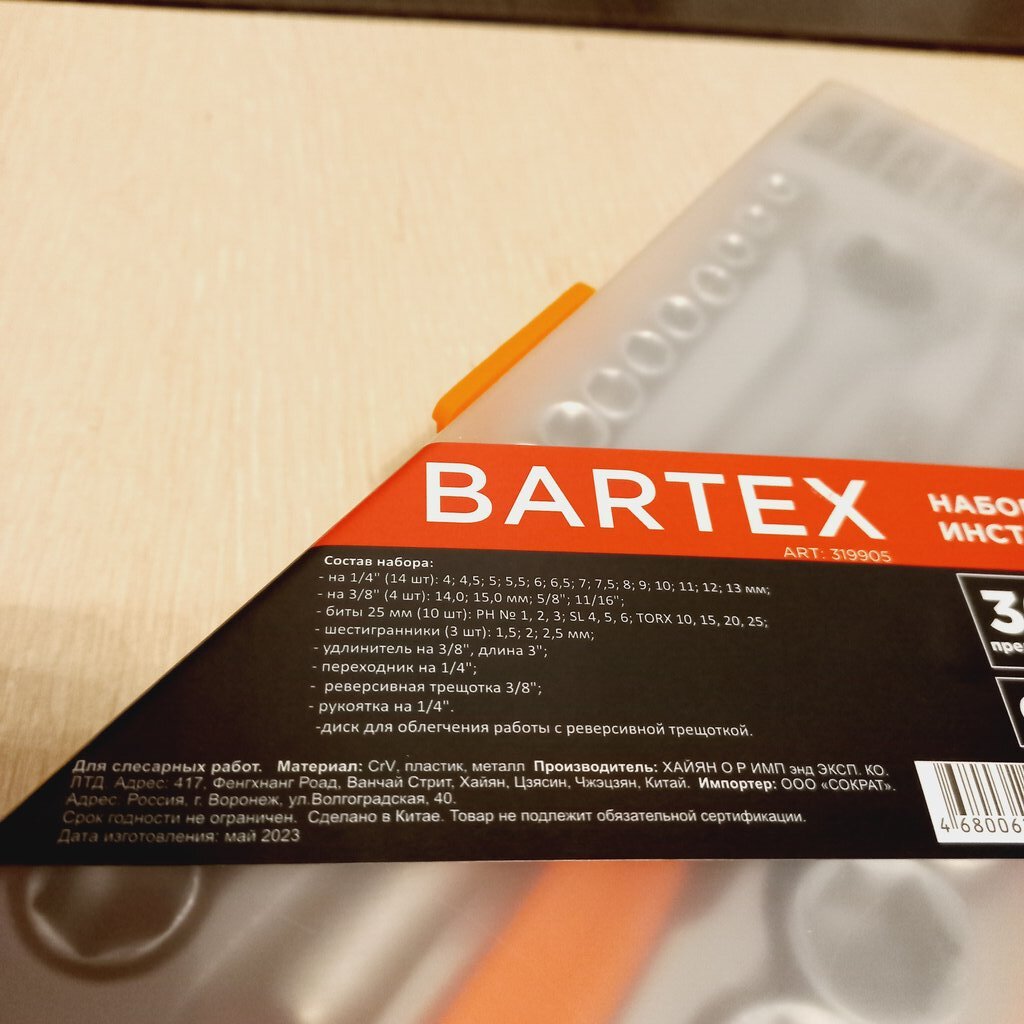 BARTEX
НАБОР
ИНСТ
ART: 319905
Состав набора:
- на 1/4" (14 шт): 4; 4,5; 5; 5,5; 6; 6,5; 7; 7,5; 8; 9; 10; 11; 12; 13 мм;
- на 3/8" (4 шт): 14,0; 15,0 мм; 5/8"; 11/16";
- биты 25 мм (10 шт): PH № 1, 2, 3; SL 4, 5, 6; TORX 10, 15, 20, 25;
- шестигранники (3 шт): 1,5; 2; 2,5 мм;
- удлинитель на 3/8", длина 3";
- переходник на 1/4";
- реверсивная трещотка 3/8";
- рукоятка на 1/4".
-диск для облегчения работы с реверсивной трещоткой.
Для слесарных работ. Материал: CrV, пластик, металл Производитель: ХАЙЯН О Р ИМП энд ЭКСП. КО.
ЛТД. Адрес: 417, Фенгхнанг Роад, Ванчай Стрит, Хайян, Цзясин, Чжэцзян, Китай. Импортер: ООО «СОКРАТ».
Адрес: Россия, г. Воронеж, ул.Волгоградская, 40.
Срок годности не ограничен. Сделано в Китае. Товар не подлежит обязательной сертификации.
Дата изготовления: май 2023